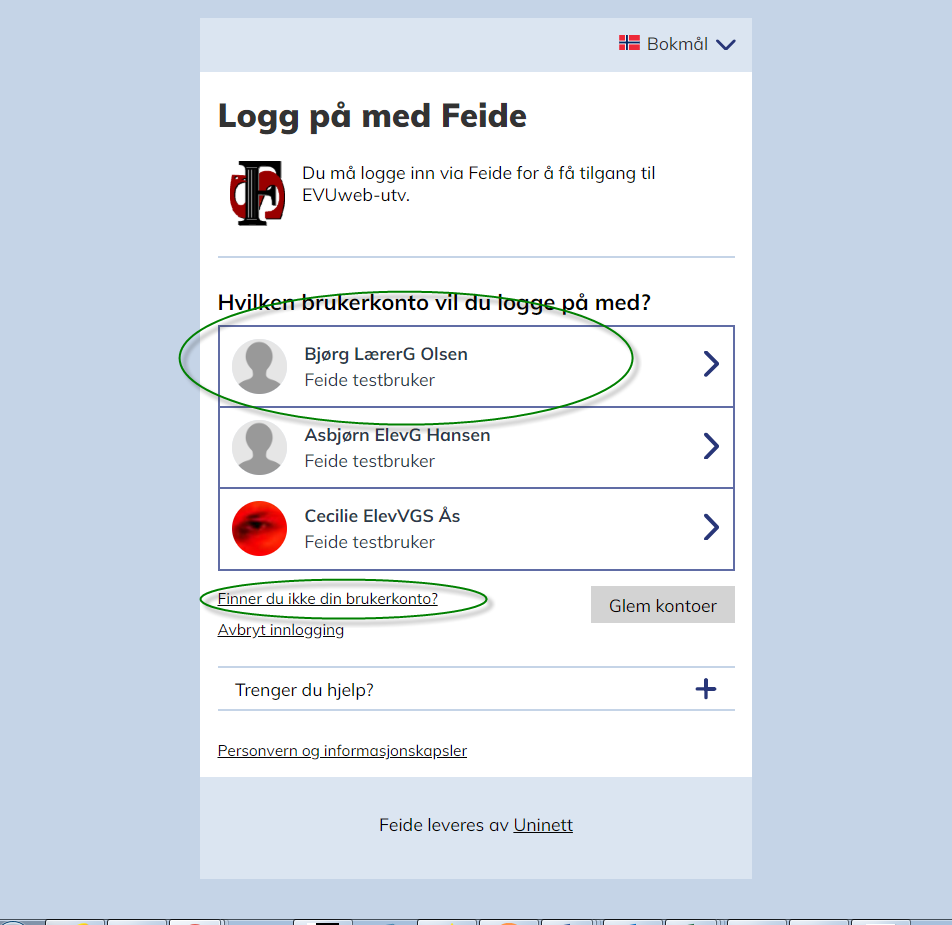 Bokmål
Logg på med Feide
Du må logge inn via Feide for å få tilgang til
EVUweb-utv.
Hvilken brukerkonto vil du logge på med?
Bjørg LærerG Olsen
Feide testbruker
Asbjørn ElevG Hansen
Feide testbruker
Cecilie ElevVGS Ås
Feide testbruker
Finner du ikke din brukerkonto?
Glem kontoer
Avbryt innlogging
Trenger du hjelp?
Personvern og informasjonskapsler
Feide leveres av Uninett